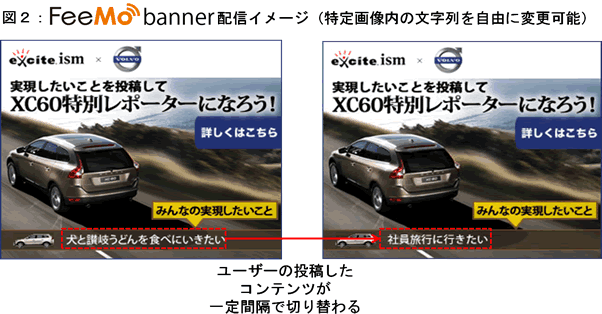 図2：FeeMo banner配信イメージ（特定画像内の文字列を自由に変更可能）
excite.ism × VOLVO
実現したいことを投稿して
XC60特別レポーターになろう！
詳しくはこちら
みんなの実現したいこと
犬と讃岐うどんを食べにいきたい
excite.ism × VOLVO
実現したいことを投稿して
XC60特別レポーターになろう！
詳しくはこちら
みんなの実現したいこと
社員旅行に行きたい
ユーザーの投稿した
コンテンツが
一定間隔で切り替わる